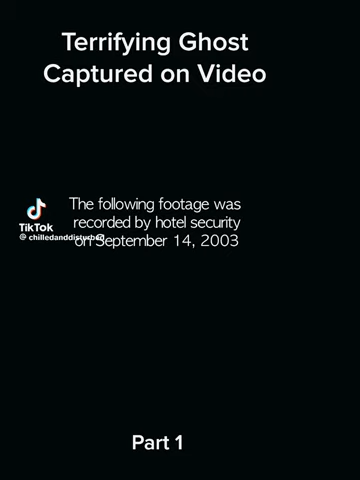 Terrifying Ghost
Captured on Video
The following footage was
recorded by hotel security
on September 14, 2003
TikTok
@ chilledanddisturbed
Part 1